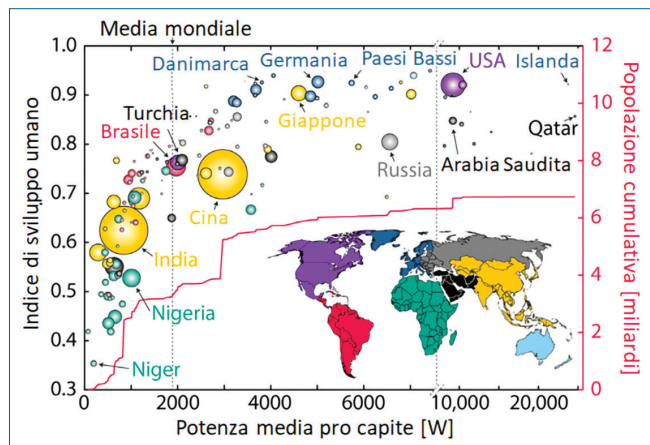 Media mondiale
1.0
0.9
0.8
0.7
0.6
0.5
0.4
0.3
Indice di sviluppo umano
12
10
8
6
4
2
0
Popolazione cumulativa [miliardi]
Danimarca
Germania
Paesi Bassi
USA
Islanda
Turchia
Brasile
Giappone
Qatar
Russia
Arabia Saudita
Cina
India
Nigeria
Niger
0 2000 4000 6000 10,000 20,000
Potenza media pro capite [W]